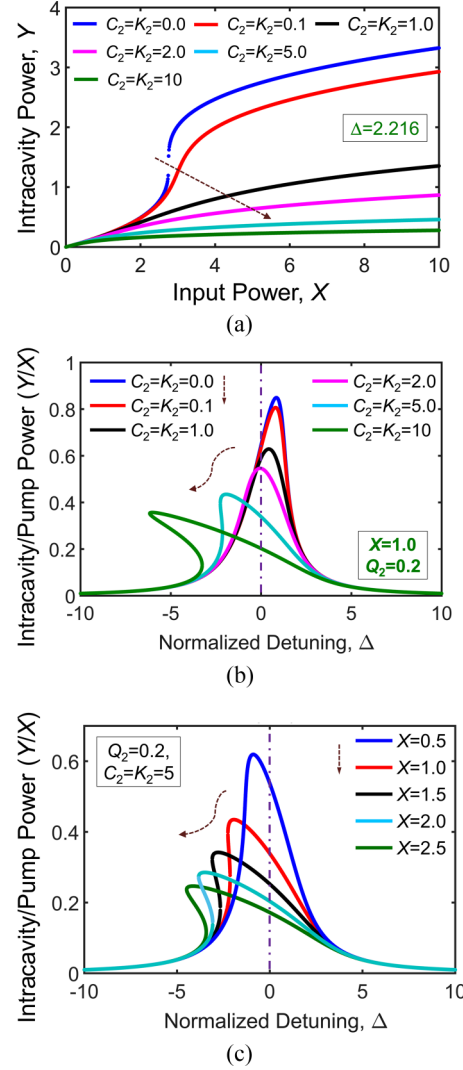 C₂=K₂=0.0 C₂=K₂=0.1 C₂=K₂=1.0
C₂=K₂=2.0 C₂=K₂=5.0
C₂=K₂=10
Δ=2.216
Intracavity Power, Y
4
3
2
1
0
0 2 4 6 8 10
Input Power, X
(a)
Intracavity/Pump Power (Y/X)
1
0.8
0.6
0.4
0.2
0
C₂=K₂=0.0 C₂=K₂=2.0
C₂=K₂=0.1 C₂=K₂=5.0
C₂=K₂=1.0 C₂=K₂=10
X=1.0
Q₂=0.2
-10 -5 0 5 10
Normalized Detuning, Δ
(b)
Intracavity/Pump Power (Y/X)
0.6
0.4
0.2
0
Q₂=0.2,
C₂=K₂=5
X=0.5
X=1.0
X=1.5
X=2.0
X=2.5
-10 -5 0 5 10
Normalized Detuning, Δ
(c)